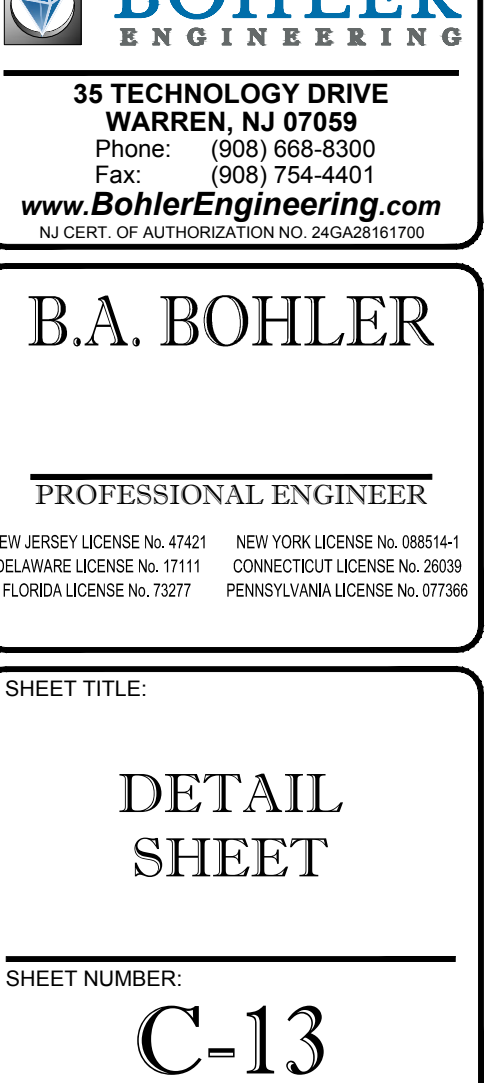 BOHLER
ENGINEERING
35 TECHNOLOGY DRIVE
WARREN, NJ 07059
Phone: (908) 668-8300
Fax: (908) 754-4401
www.BohlerEngineering.com
NJ CERT. OF AUTHORIZATION NO. 24GA28161700
B.A. BOHLER
PROFESSIONAL ENGINEER
EW JERSEY LICENSE No. 47421 NEW YORK LICENSE No. 088514-1
DELAWARE LICENSE No. 17111 CONNECTICUT LICENSE No. 26039
FLORIDA LICENSE No. 73277 PENNSYLVANIA LICENSE No. 077366
SHEET TITLE:
DETAIL
SHEET
SHEET NUMBER:
C-13